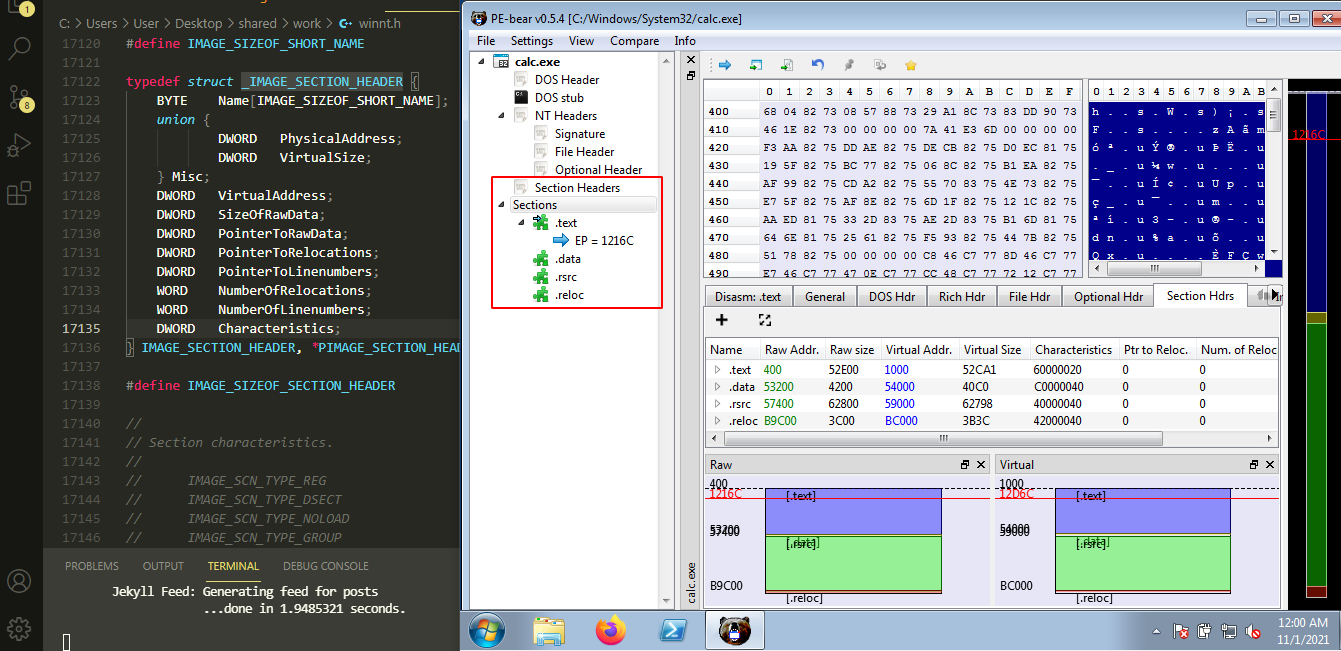 1
8
C: > Users > User > Desktop > shared > work > winnt.h
17120 #define IMAGE_SIZEOF_SHORT_NAME
17121
17122 typedef struct _IMAGE_SECTION_HEADER {
17123 BYTE Name[IMAGE_SIZEOF_SHORT_NAME];
17124 union {
17125 DWORD PhysicalAddress;
17126 DWORD VirtualSize;
17127 } Misc;
17128 DWORD VirtualAddress;
17129 DWORD SizeOfRawData;
17130 DWORD PointerToRawData;
17131 DWORD PointerToRelocations;
17132 DWORD PointerToLinenumbers;
17133 WORD NumberOfRelocations;
17134 WORD NumberOfLinenumbers;
17135 DWORD Characteristics;
17136 } IMAGE_SECTION_HEADER, *PIMAGE_SECTION_HEAD
17137
17138 #define IMAGE_SIZEOF_SECTION_HEADER
17139
17140 //
17141 // Section characteristics.
17142 //
17143 // IMAGE_SCN_TYPE_REG
17144 // IMAGE_SCN_TYPE_DSECT
17145 // IMAGE_SCN_TYPE_NOLOAD
17146 // IMAGE_SCN_TYPE_GROUP
PROBLEMS OUTPUT TERMINAL DEBUG CONSOLE
Jekyll Feed: Generating feed for posts
...done in 1.9485321 seconds.
PE-bear v0.5.4 [C:/Windows/System32/calc.exe]
File Settings View Compare Info
calc.exe
DOS Header
DOS stub
NT Headers
Signature
File Header
Optional Header
Section Headers
Sections
.text
EP = 1216C
.data
.rsrc
.reloc
calc.exe
0 1 2 3 4 5 6 7 8 9 A B C D E F
400 68 04 82 73 08 57 88 73 29 A1 8C 73 83 DD 90 73
410 46 1E 82 73 00 00 00 00 7A 41 E3 6D 00 00 00 00
420 F3 AA 82 75 DD AE 82 75 DE CB 82 75 D0 EC 81 75
430 19 5F 82 75 BC 77 82 75 06 8C 82 75 B1 EA 82 75
440 AF 99 82 75 CD A2 82 75 55 70 83 75 4E 73 82 75
450 E7 5F 82 75 AF 8E 82 75 6D 1F 82 75 12 1C 82 75
460 AA ED 81 75 33 2D 83 75 AE 2D 83 75 B1 6D 81 75
470 64 6E 81 75 25 61 82 75 F5 93 82 75 44 7B 82 75
480 51 78 82 75 00 00 00 00 C8 46 C7 77 8D 46 C7 77
490 E7 46 C7 77 47 0E C7 77 CC 48 C7 77 72 12 C7 77
0 1 2 3 4 5 6 7 8 9 A B
h . . s . W . s ) ¡ . s
F . . s . . . . z A ã m
ó ª . u Ý ® . u Þ Ë . u
. _ . u ¼ w . u . . . u
¯ . . u Í ¢ . u U p . u
ç _ . u ¯ . . u m . . u
ª í . u 3 - . u ® - . u
d n . u % a . u õ . . u
Q x . u . . . . È F Ç w
1216C
Disasm: .text General DOS Hdr Rich Hdr File Hdr Optional Hdr Section Hdrs
Name Raw Addr. Raw size Virtual Addr. Virtual Size Characteristics Ptr to Reloc. Num. of Reloc
.text 400 52E00 1000 52CA1 60000020 0 0
.data 53200 4200 54000 40C0 C0000040 0 0
.rsrc 57400 62800 59000 62798 40000040 0 0
.reloc B9C00 3C00 BC000 3B3C 42000040 0 0
Raw
400
1216C
[.text]
53200
57400
[.data]
[.rsrc]
B9C00
[.reloc]
Virtual
1000
12D6C
[.text]
54000
59000
[.data]
[.rsrc]
BC000
[.reloc]
12:00 AM
11/1/2021